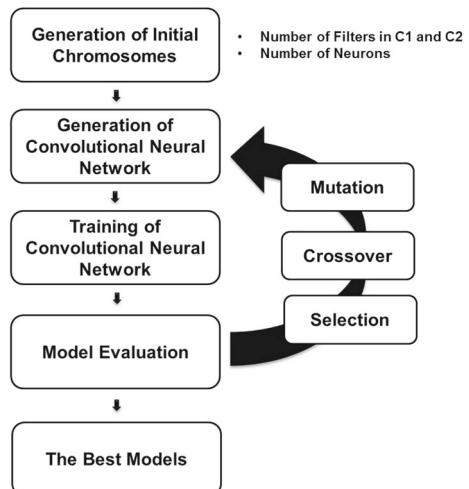 Generation of Initial
Chromosomes
• Number of Filters in C1 and C2
• Number of Neurons
Generation of
Convolutional Neural
Network
Training of
Convolutional Neural
Network
Model Evaluation
The Best Models
Mutation
Crossover
Selection